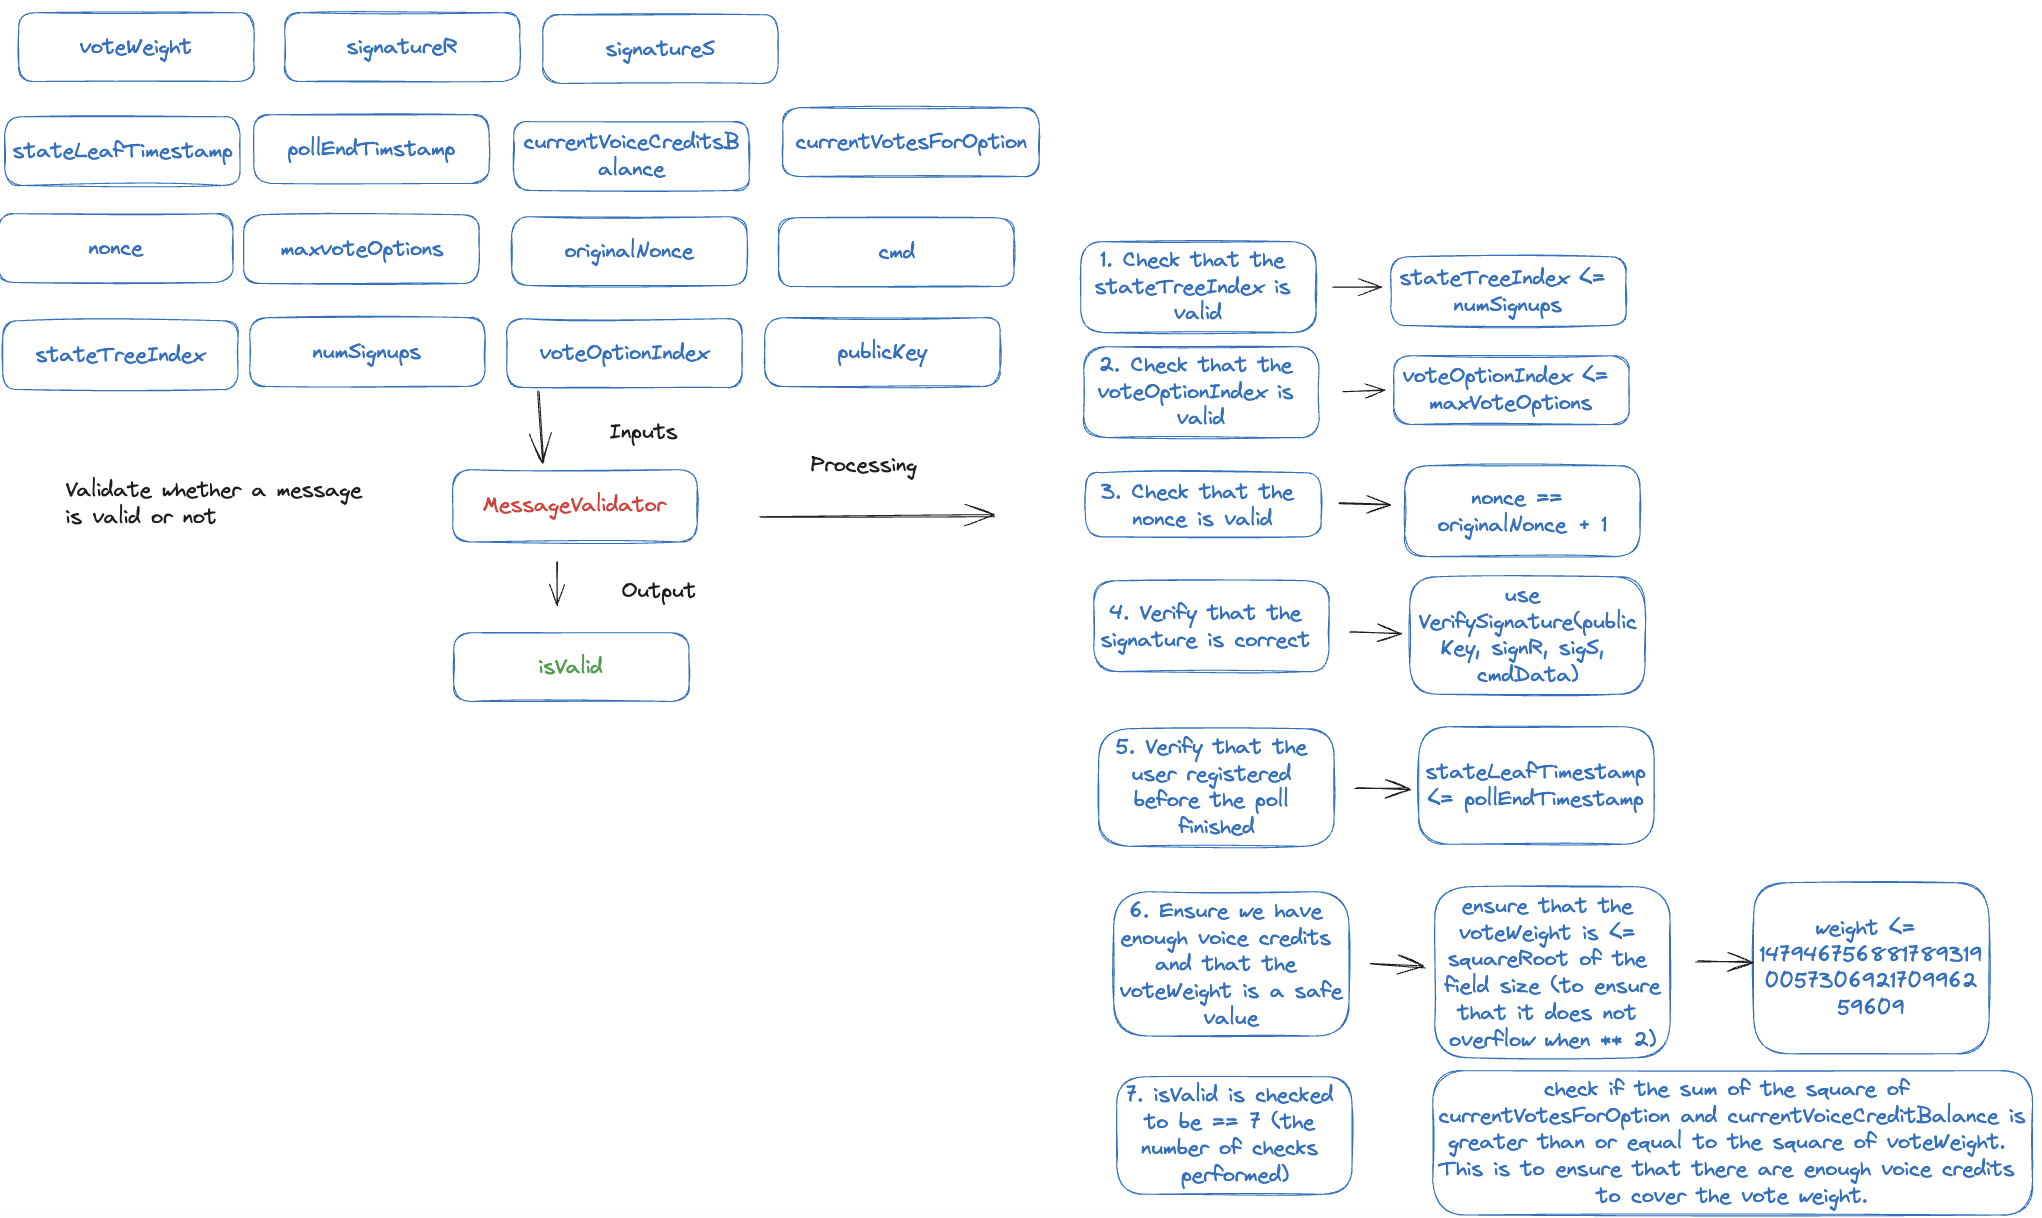 voteWeight
signatureR
signatureS
stateLeafTimestamp
pollEndTimstamp
currentVoiceCreditsB
alance
currentVotesForOption
nonce
maxvoteOptions
originalNonce
cmd
stateTreeIndex
numSignups
voteOptionIndex
publicKey
Inputs
Validate whether a message
is valid or not
MessageValidator
Processing
Output
isValid
1. Check that the
stateTreeIndex is
valid
stateTreeIndex <=
numSignups
2. Check that the
voteOptionIndex is
valid
voteOptionIndex <=
maxVoteOptions
3. Check that the
nonce is valid
nonce ==
originalNonce + 1
4. Verify that the
signature is correct
use
VerifySignature(public
Key, signR, sigS,
cmdData)
5. Verify that the
user registered
before the poll
finished
stateLeafTimestamp
<= pollEndTimestamp
6. Ensure we have
enough voice credits
and that the
voteWeight is a safe
value
ensure that the
voteWeight is <=
squareRoot of the
field size (to ensure
that it does not
overflow when ** 2)
weight <=
147946756881789319
0057306921709962
59609
7. isValid is checked
to be == 7 (the
number of checks
performed)
check if the sum of the square of
currentVotesForOption and currentVoiceCreditBalance is
greater than or equal to the square of voteWeight.
This is to ensure that there are enough voice credits
to cover the vote weight.